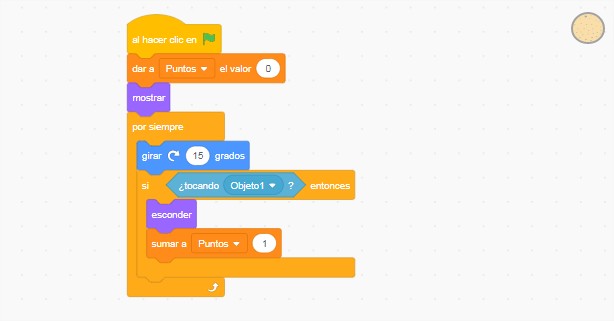 al hacer clic en
dar a Puntos el valor 0
mostrar
por siempre
girar 15 grados
si ¿tocando Objeto1 ? entonces
esconder
sumar a Puntos 1